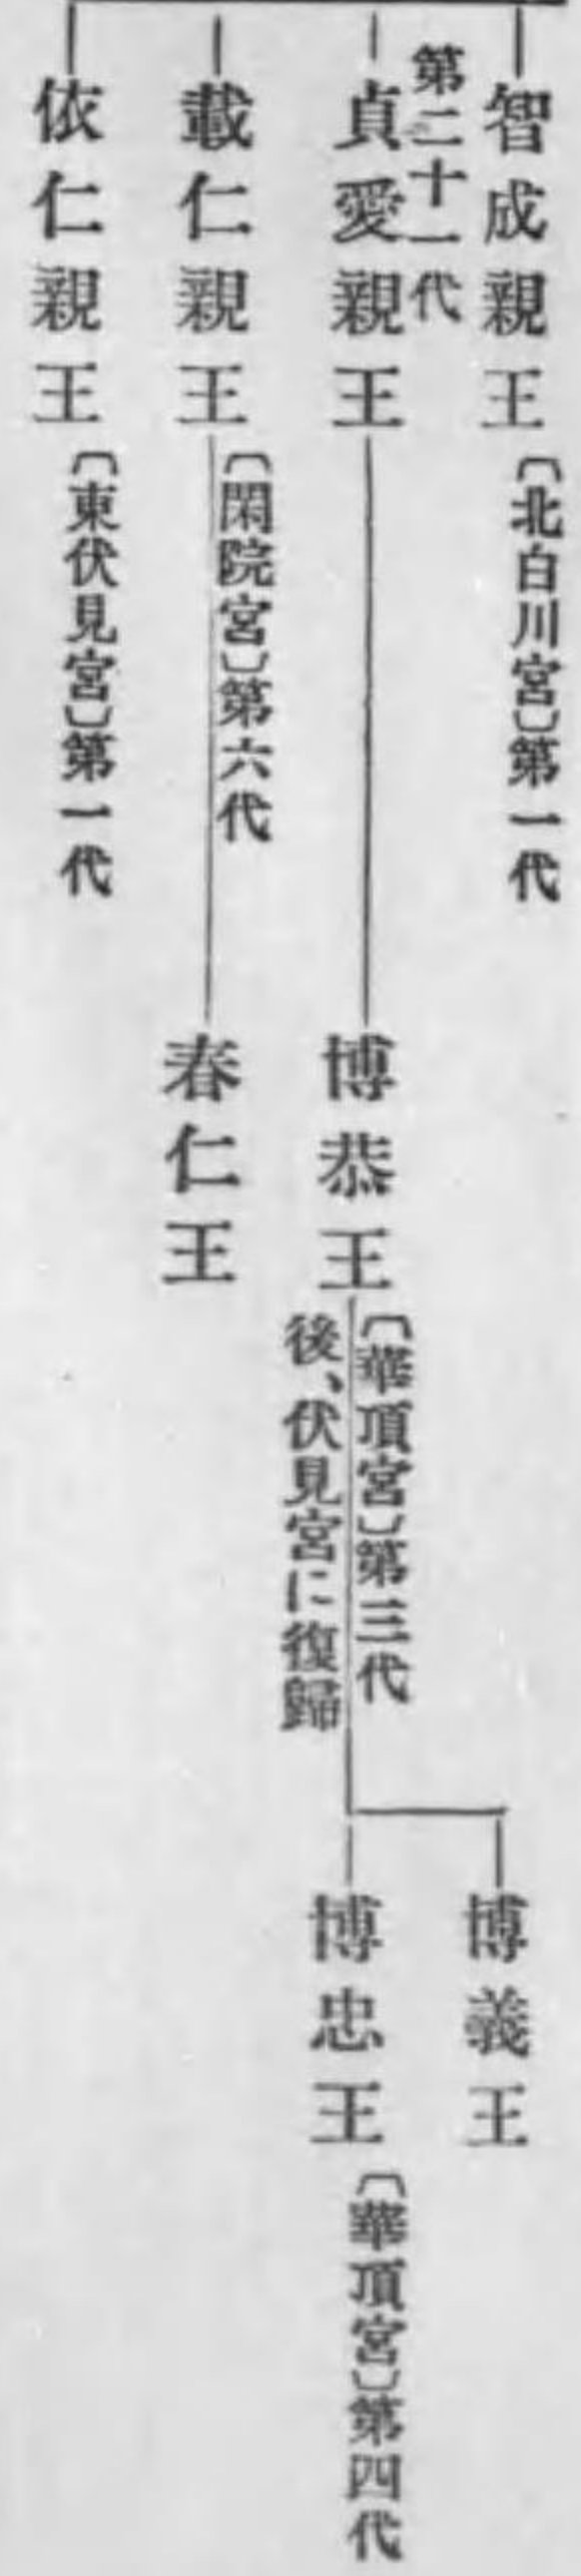 智成親王
〔北白川宮〕第一代
第二十一代
貞愛親王
博恭王
〔華頂宮〕第三代
後、伏見宮に復歸
博義王
博忠王
〔華頂宮〕第四代
載仁親王
〔閑院宮〕第六代
春仁王
依仁親王
〔東伏見宮〕第一代